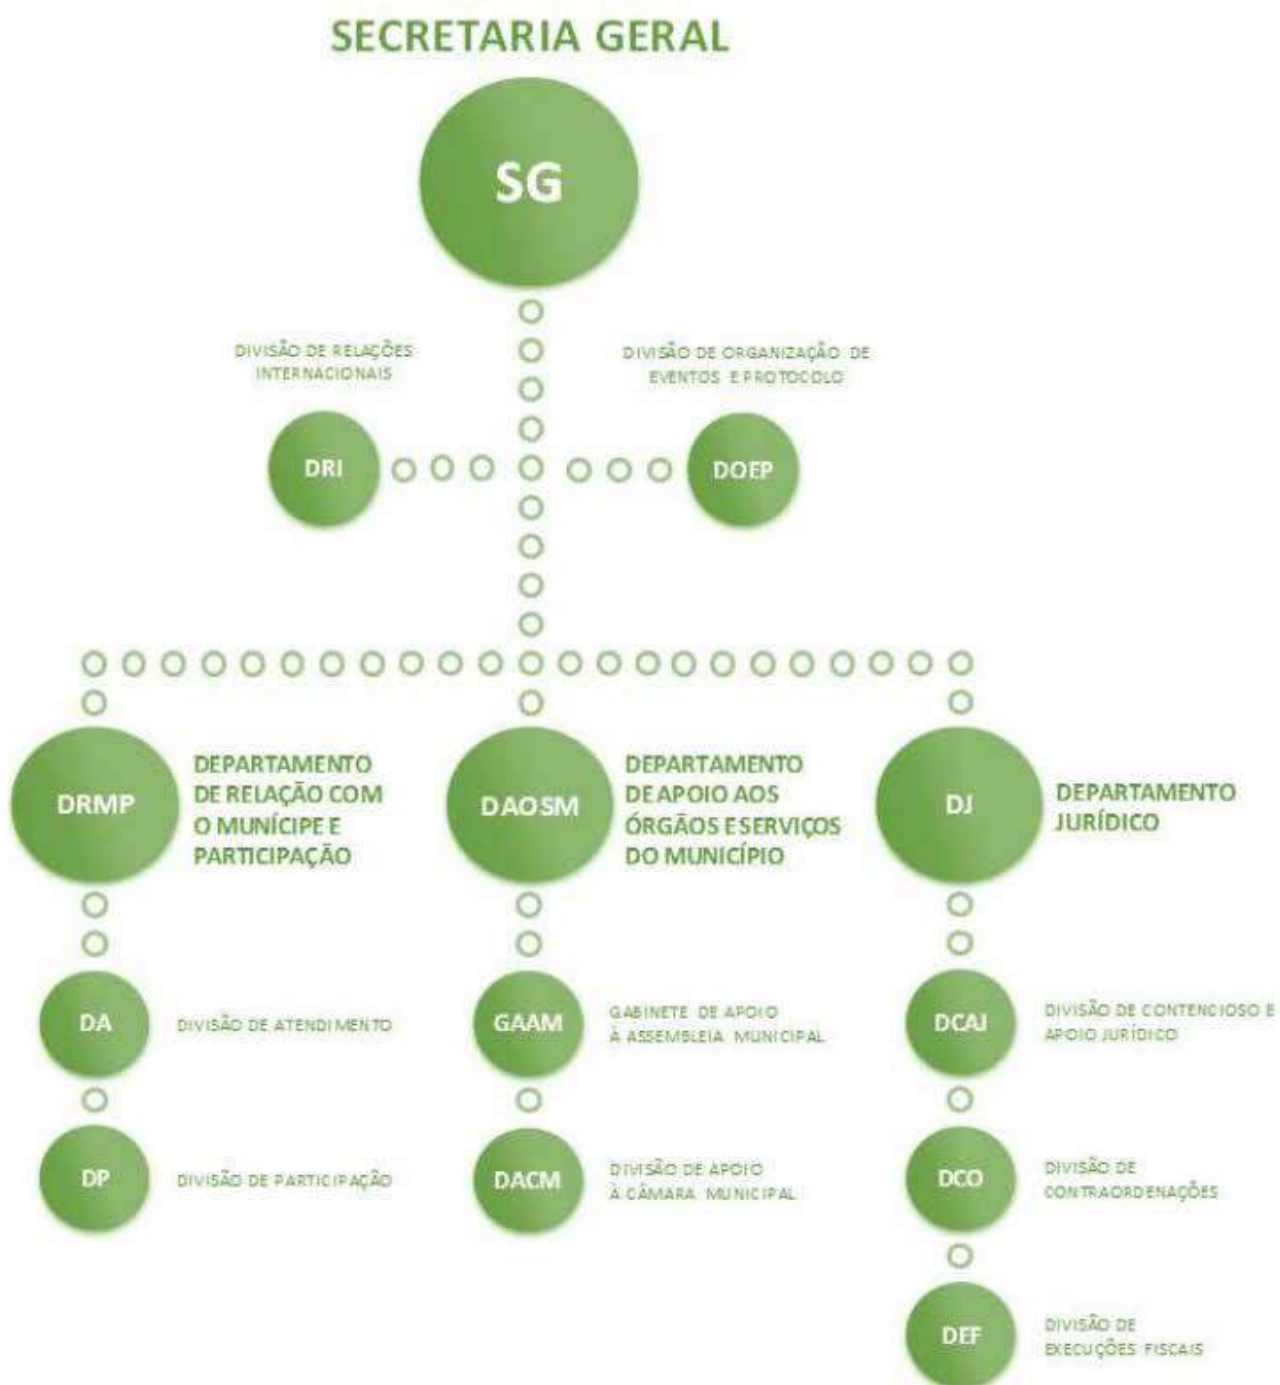 SECRETARIA GERAL
SG
DIVISÃO DE RELAÇÕES
INTERNACIONAIS
DIVISÃO DE ORGANIZAÇÃO DE
EVENTOS E PROTOCOLO
DRI
DOEP
DRMP
DEPARTAMENTO
DE RELAÇÃO COM
O MUNÍCIPE E
PARTICIPAÇÃO
DAOSM
DEPARTAMENTO
DE APOIO AOS
ÓRGÃOS E SERVIÇOS
DO MUNICÍPIO
DJ
DEPARTAMENTO
JURÍDICO
DA
DIVISÃO DE ATENDIMENTO
GAAM
GABINETE DE APOIO
À ASSEMBLEIA MUNICIPAL
DCAJ
DIVISÃO DE CONTENCIOSO E
APOIO JURÍDICO
DP
DIVISÃO DE PARTICIPAÇÃO
DACM
DIVISÃO DE APOIO
À CÂMARA MUNICIPAL
DCO
DIVISÃO DE
CONTRAORDENAÇÕES
DEF
DIVISÃO DE
EXECUÇÕES FISCAIS